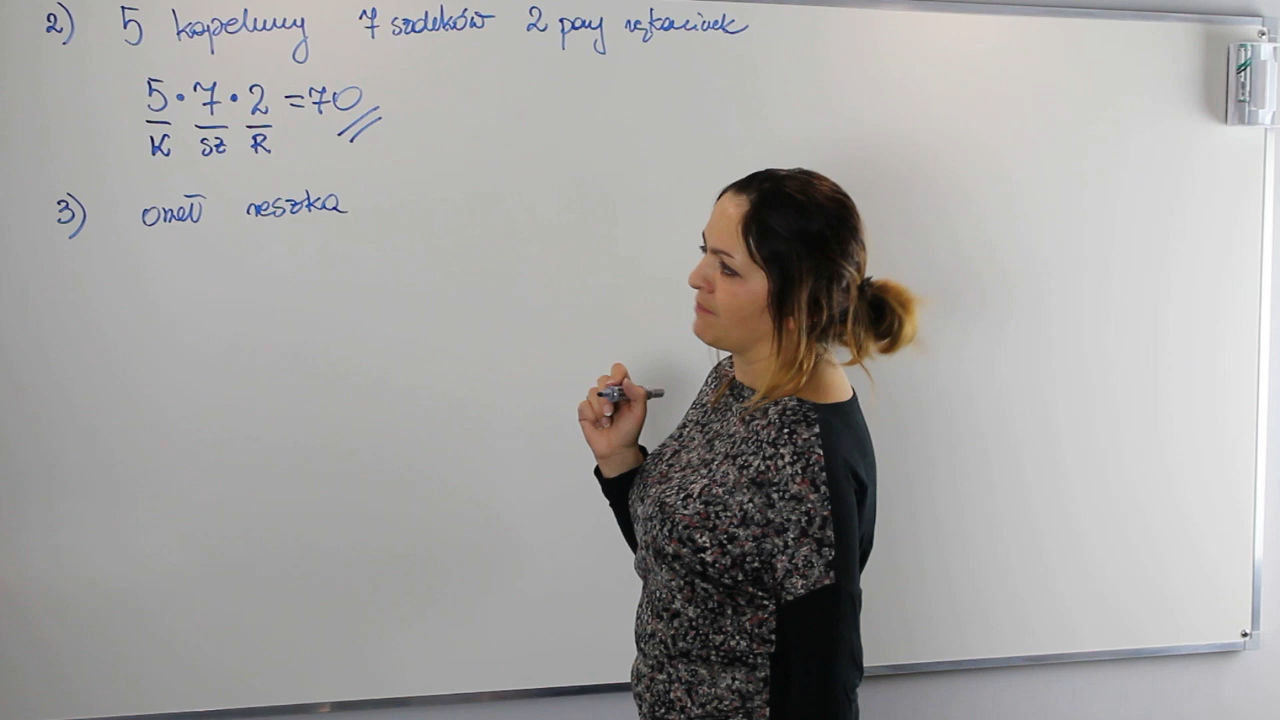 2) 5 kapeluszy 7 szalików 2 pary rękawiczek
5 · 7 · 2 = 70
K SZ R
3) orzeł reszka